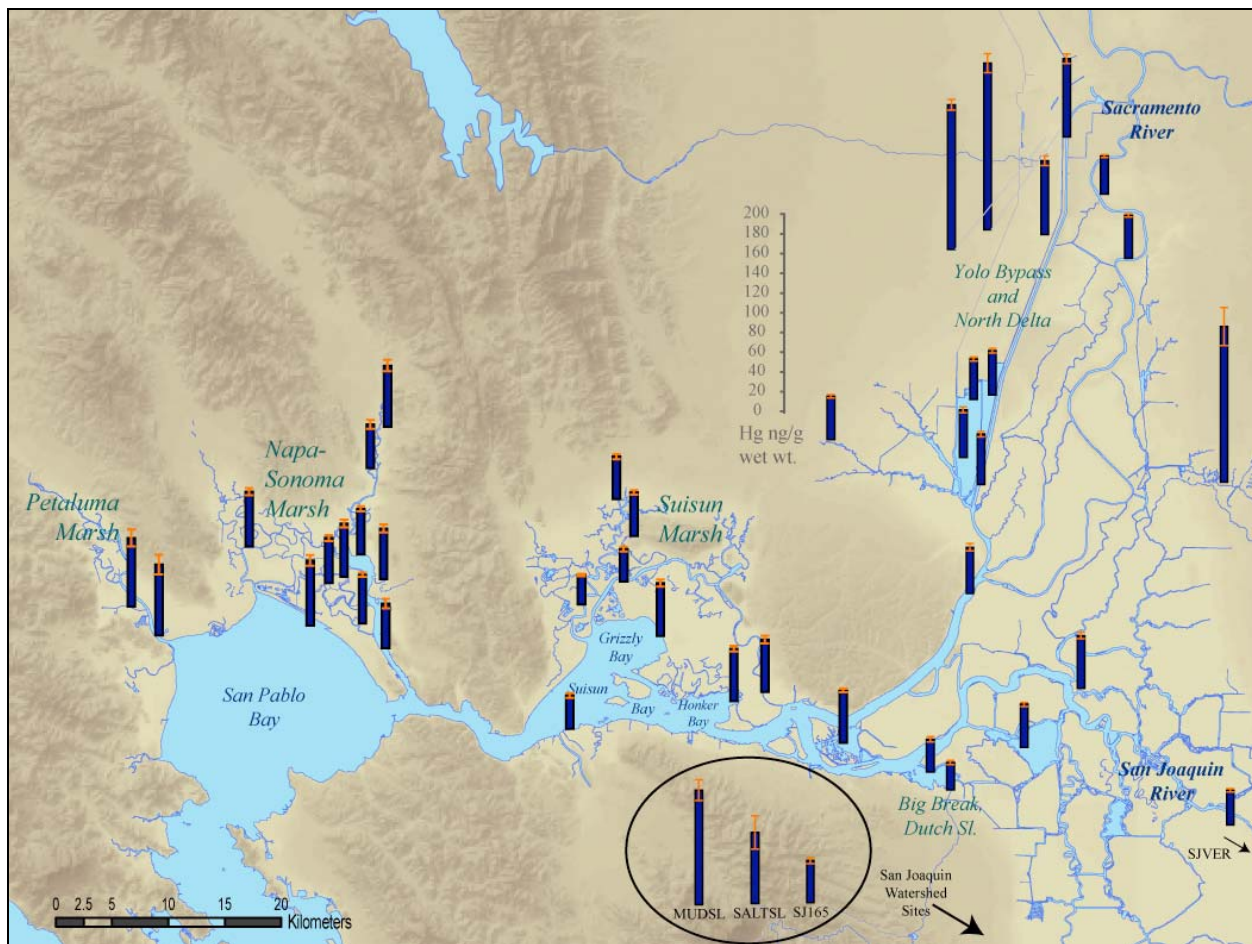 Sacramento
River
200
180
160
140
120
100
80
60
40
20
0
Hg ng/g
wet wt.
Yolo Bypass
and
North Delta
Napa-
Sonoma
Marsh
Petaluma
Marsh
Suisun
Marsh
Grizzly
Bay
San Pablo
Bay
Suisun
Bay
Honker
Bay
San Joaquin
River
Big Break,
Dutch Sl.
SJVER
San Joaquin
Watershed
Sites
MUDSL SALTSL SJ165
0 2.5 5 10 15 20
Kilometers